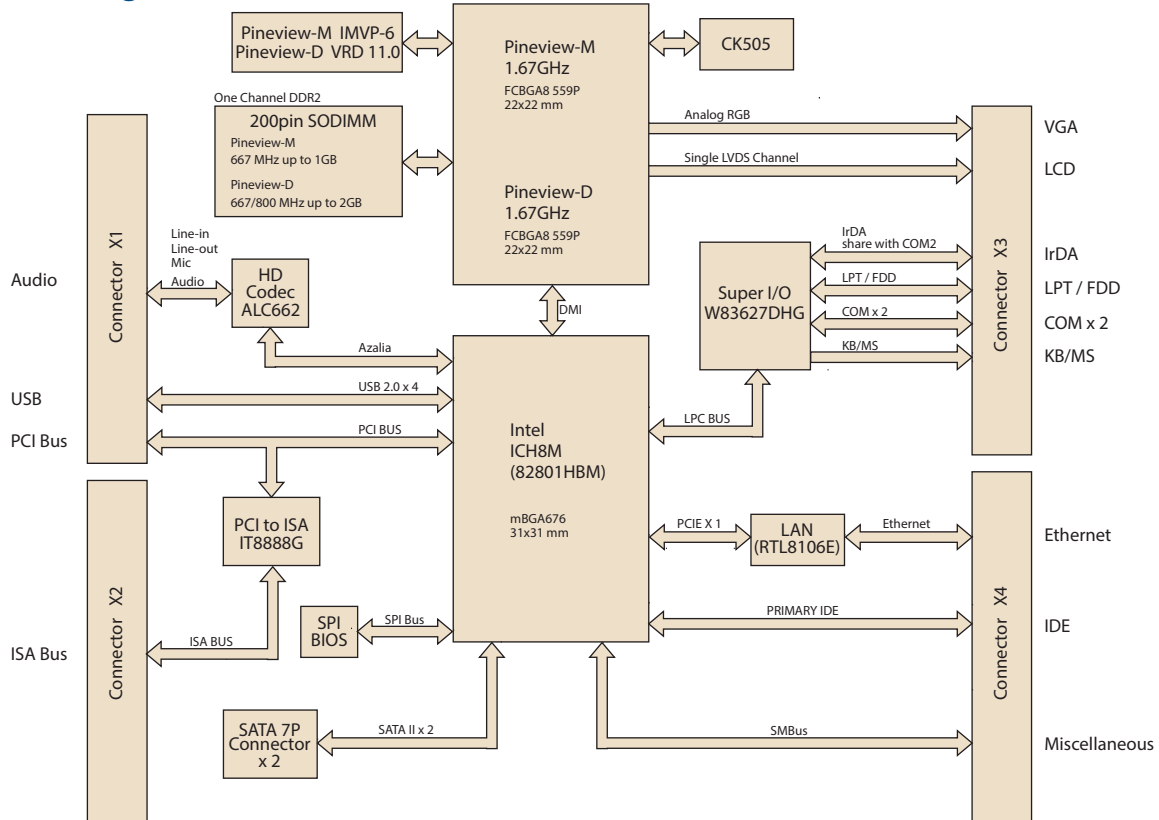 Pineview-M IMVP-6
Pineview-D VRD 11.0
Pineview-M
1.67GHz
FCBGA8 559P
22x22 mm
CK505
One Channel DDR2
200pin SODIMM
Pineview-M
667 MHz up to 1GB
Pineview-D
667/800 MHz up to 2GB
Pineview-D
1.67GHz
FCBGA8 559P
22x22 mm
Analog RGB
VGA
Single LVDS Channel
LCD
Connector X1
Line-in
Line-out
Mic
Audio
Audio
HD
Codec
ALC662
DMI
Super I/O
W83627DHG
IrDA
share with COM2
IrDA
LPT / FDD
LPT / FDD
COM x 2
COM x 2
KB/MS
KB/MS
Connector X3
Azalia
USB
USB 2.0 x 4
PCI Bus
PCI BUS
Intel
ICH8M
(82801HBM)
mBGA676
31x31 mm
LPC BUS
PCI to ISA
IT8888G
PCIE X 1
LAN
(RTL8106E)
Ethernet
Ethernet
Connector X2
SPI
BIOS
SPI Bus
PRIMARY IDE
IDE
Connector X4
ISA Bus
ISA BUS
SATA 7P
Connector
x 2
SATA II x 2
SMBus
Miscellaneous